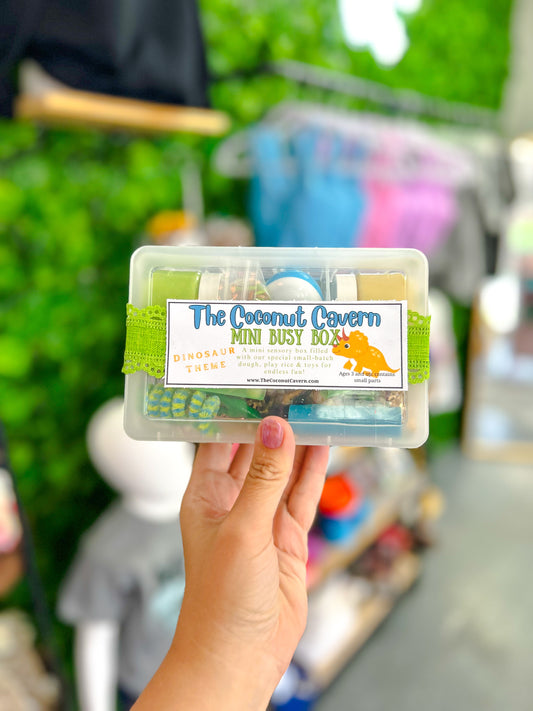 The Coconut Cavern
MINI BUSY BOX
DINOSAUR
THEME
A mini sensory box filled
with our special small-batch
dough, play rice & toys for
endless fun!
Ages 3 and up; contains
small parts
www.TheCoconutCavern.com